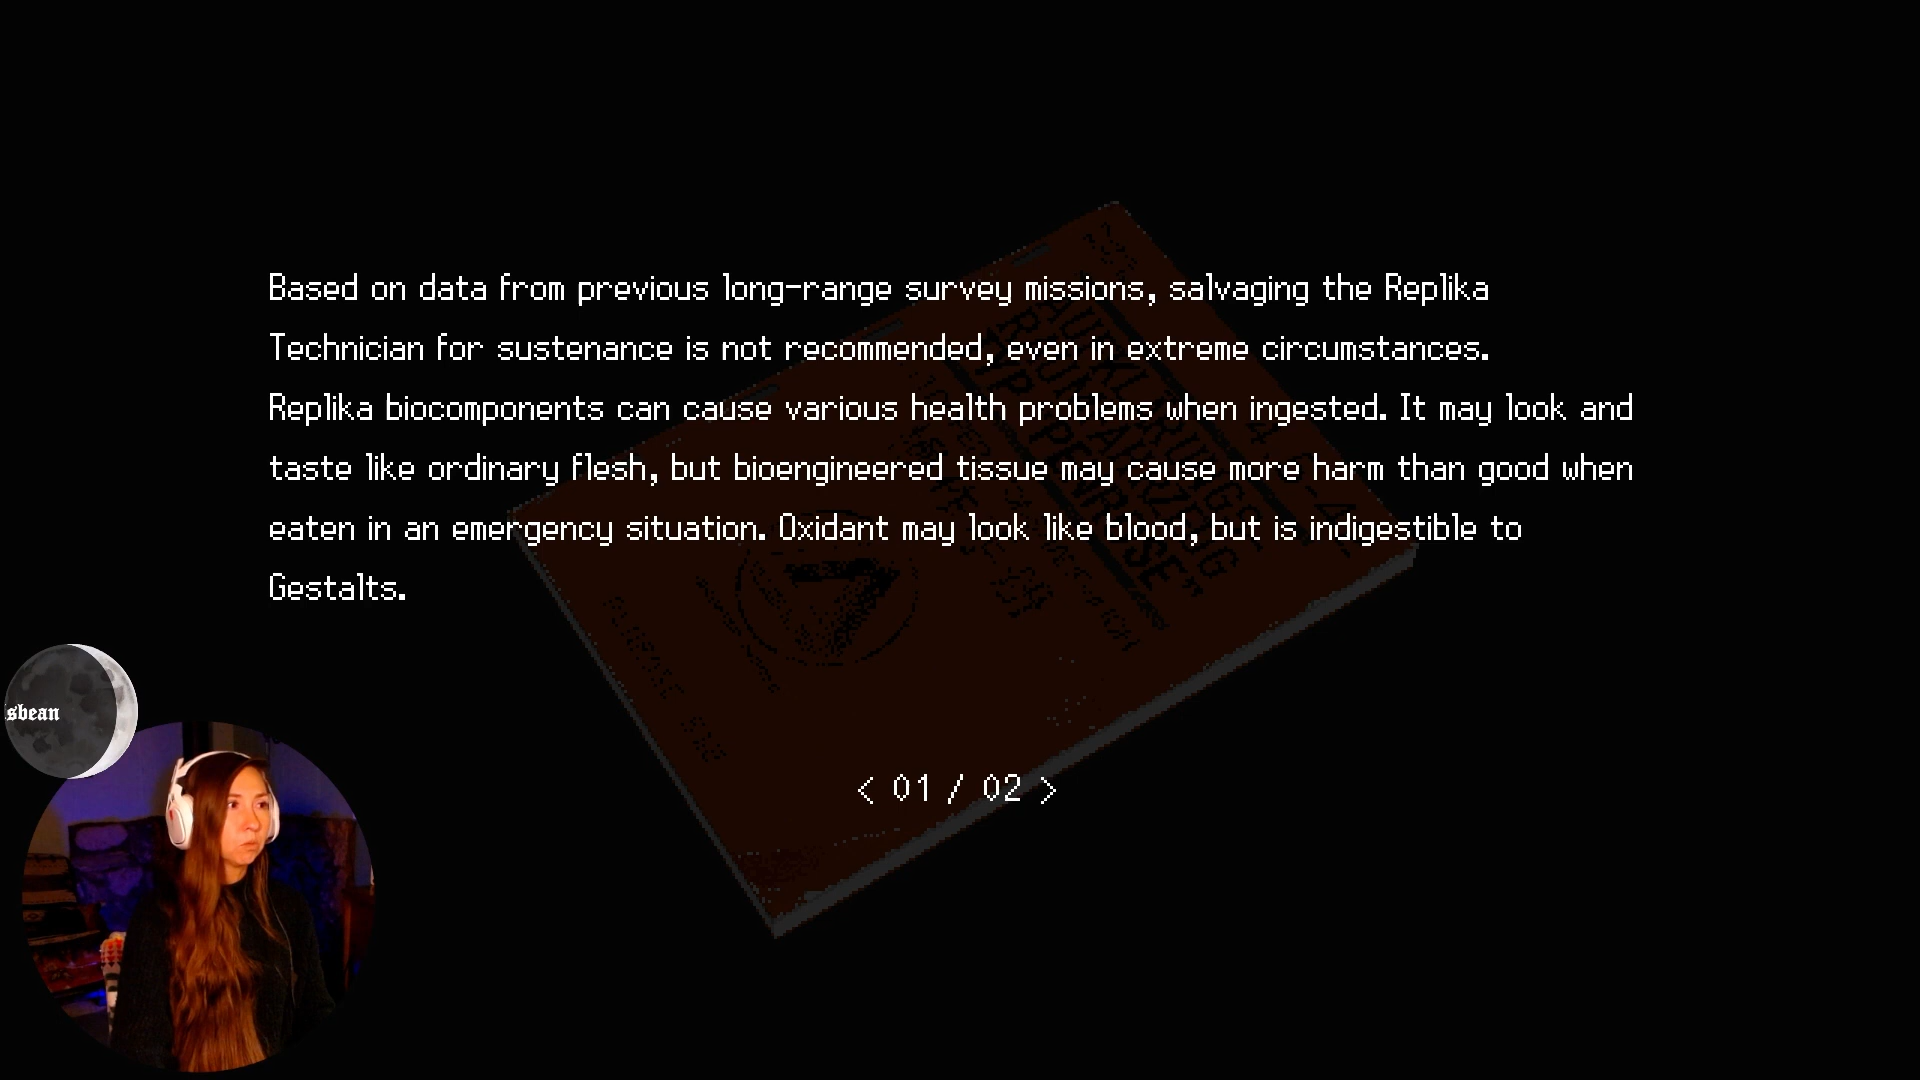 Based on data from previous long-range survey missions, salvaging the Replika
Technician for sustenance is not recommended, even in extreme circumstances.
Replika biocomponents can cause various health problems when ingested. It may look and
taste like ordinary flesh, but bioengineered tissue may cause more harm than good when
eaten in an emergency situation. Oxidant may look like blood, but is indigestible to
Gestalts.
sbean
< 01 / 02 >